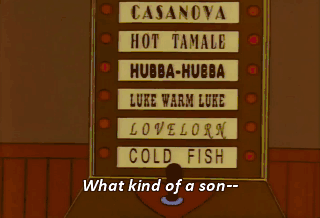 CASANOVA
HOT TAMALE
HUBBA-HUBBA
LUKE WARM LUKE
LOVELORN
COLD FISH
What kind of a son--